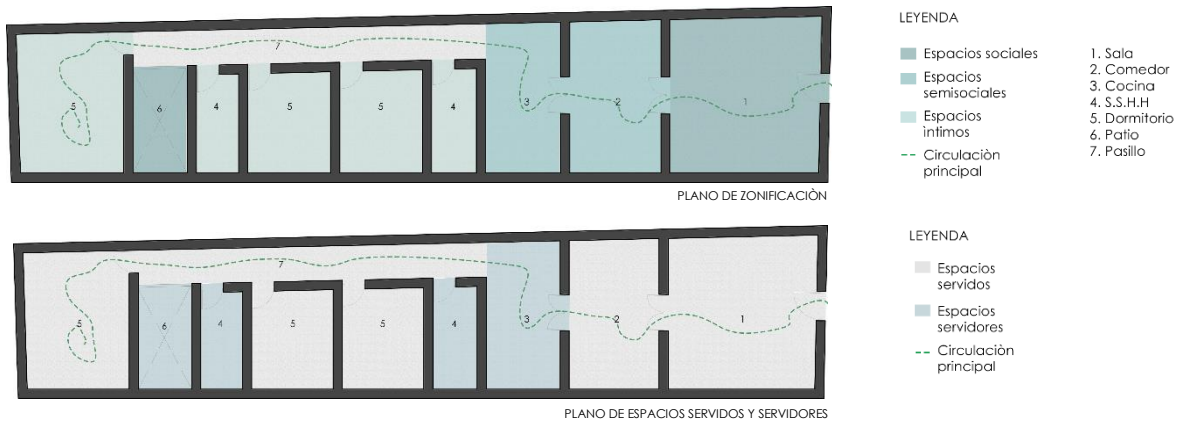 LEYENDA
Espacios sociales
Espacios
semisociales
Espacios
ìntimos
Circulaciòn
principal
1. Sala
2. Comedor
3. Cocina
4. S.S.H.H
5. Dormitorio
6. Patio
7. Pasillo
7
5
6
4
5
5
4
3
2
1
PLANO DE ZONIFICACIÒN
LEYENDA
Espacios
servidos
Espacios
servidores
Circulaciòn
principal
7
5
6
4
5
5
4
3
2
1
PLANO DE ESPACIOS SERVIDOS Y SERVIDORES